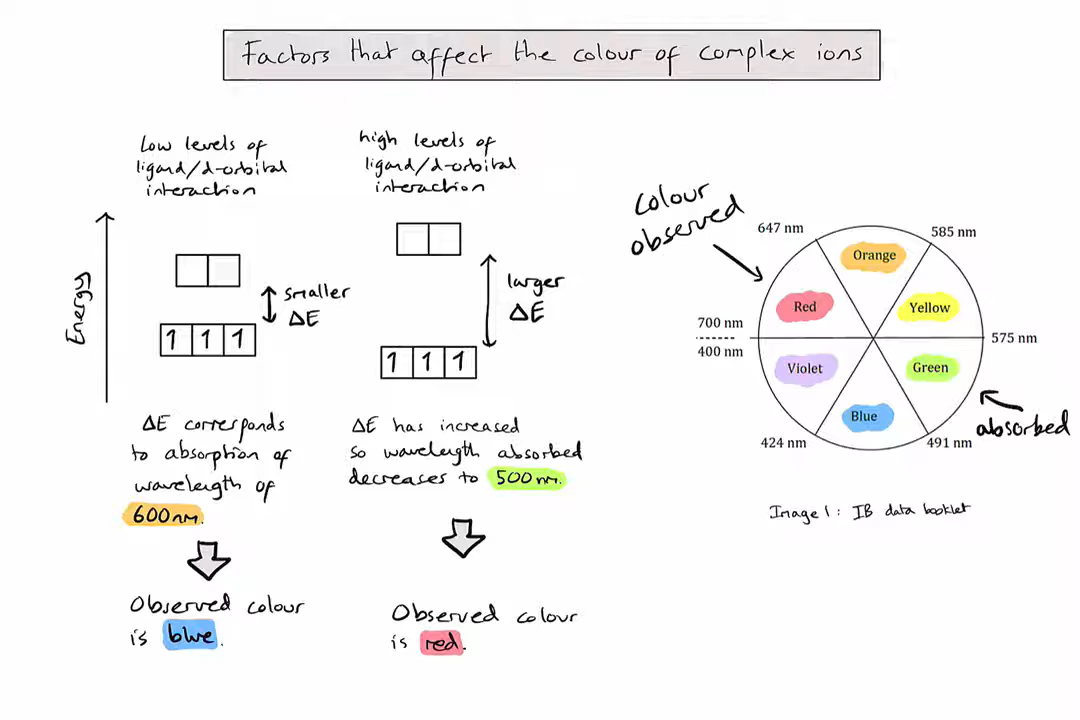 Factors that affect the colour of complex ions
Low levels of
ligand/d-orbital
interaction
high levels of
ligand/d-orbital
interaction
Energy
smaller
ΔE
larger
ΔE
1 1 1
1 1 1
ΔE corresponds
to absorption of
wavelength of
600nm.
ΔE has increased
so wavelength absorbed
decreases to 500nm.
Observed colour
is blue.
Observed colour
is red.
colour
observed
647 nm
585 nm
Orange
Red
Yellow
700 nm
400 nm
575 nm
Violet
Green
Blue
absorbed
424 nm
491 nm
Image 1: IB data booklet